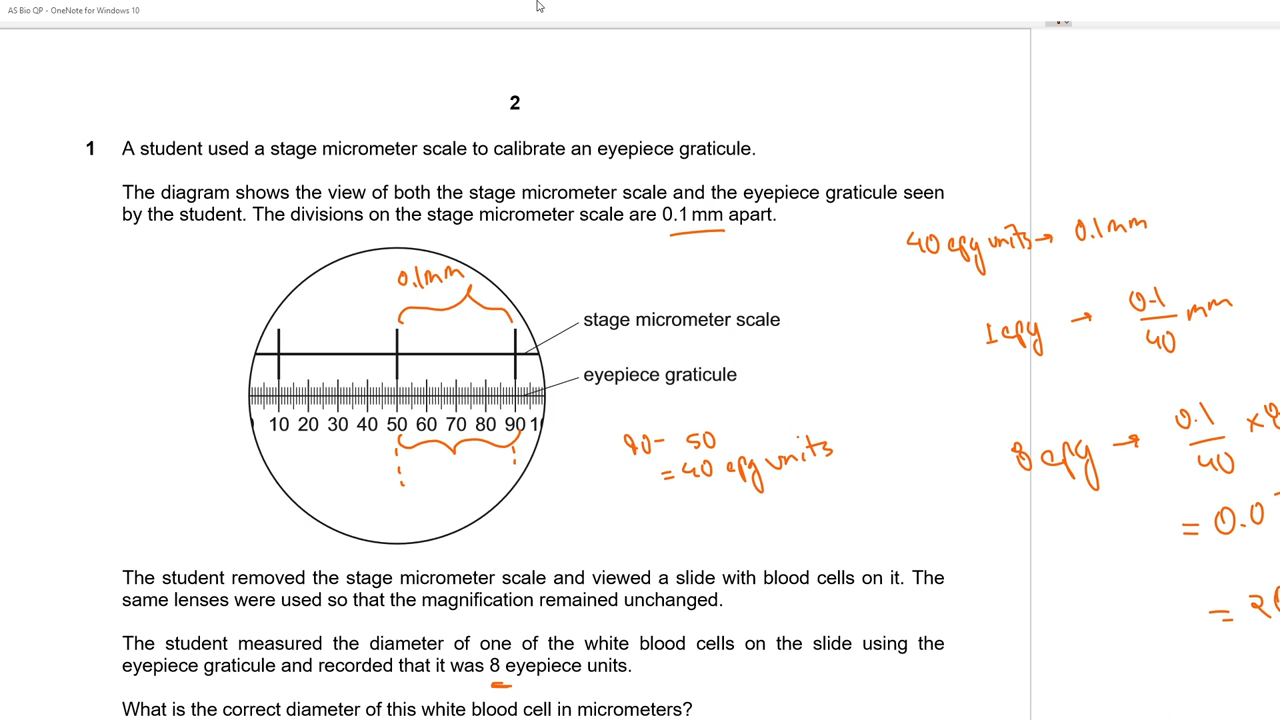 AS Bio QP - OneNote for Windows 10
2
1 A student used a stage micrometer scale to calibrate an eyepiece graticule.
The diagram shows the view of both the stage micrometer scale and the eyepiece graticule seen
by the student. The divisions on the stage micrometer scale are 0.1 mm apart.
40 epg units → 0.1mm
0.1mm
stage micrometer scale
1 epg → 0.1/40 mm
eyepiece graticule
10 20 30 40 50 60 70 80 90
90 - 50
= 40 epg units
8 epg → 0.1/40 ×
= 0.0
= 20
The student removed the stage micrometer scale and viewed a slide with blood cells on it. The
same lenses were used so that the magnification remained unchanged.
The student measured the diameter of one of the white blood cells on the slide using the
eyepiece graticule and recorded that it was 8 eyepiece units.
What is the correct diameter of this white blood cell in micrometers?